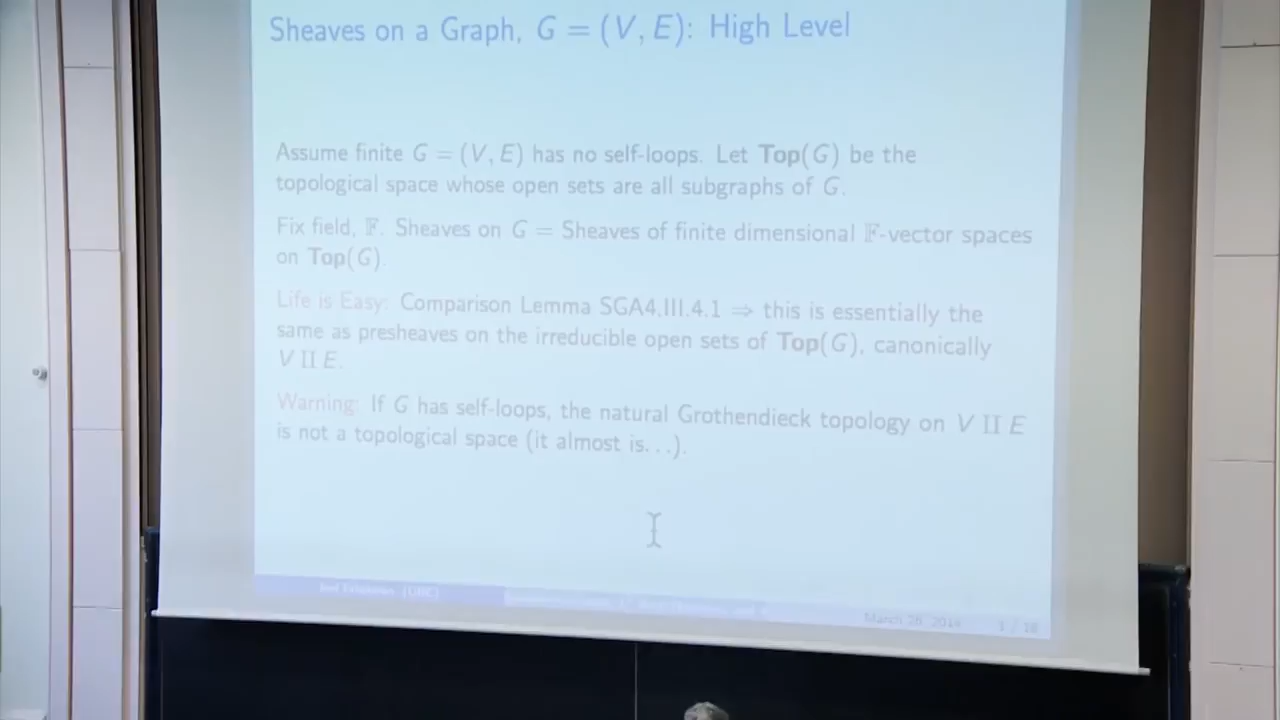 Sheaves on a Graph, G = (V, E): High Level
Assume finite G = (V, E) has no self-loops. Let Top(G) be the
topological space whose open sets are all subgraphs of G.
Fix field, 𝔽. Sheaves on G = Sheaves of finite dimensional 𝔽-vector spaces
on Top(G).
Life is Easy: Comparison Lemma SGA4.III.4.1 ⇒ this is essentially the
same as presheaves on the irreducible open sets of Top(G), canonically
V ⨿ E.
Warning: If G has self-loops, the natural Grothendieck topology on V ⨿ E
is not a topological space (it almost is...).
(UBC)
March 26, 2014 1 / 18